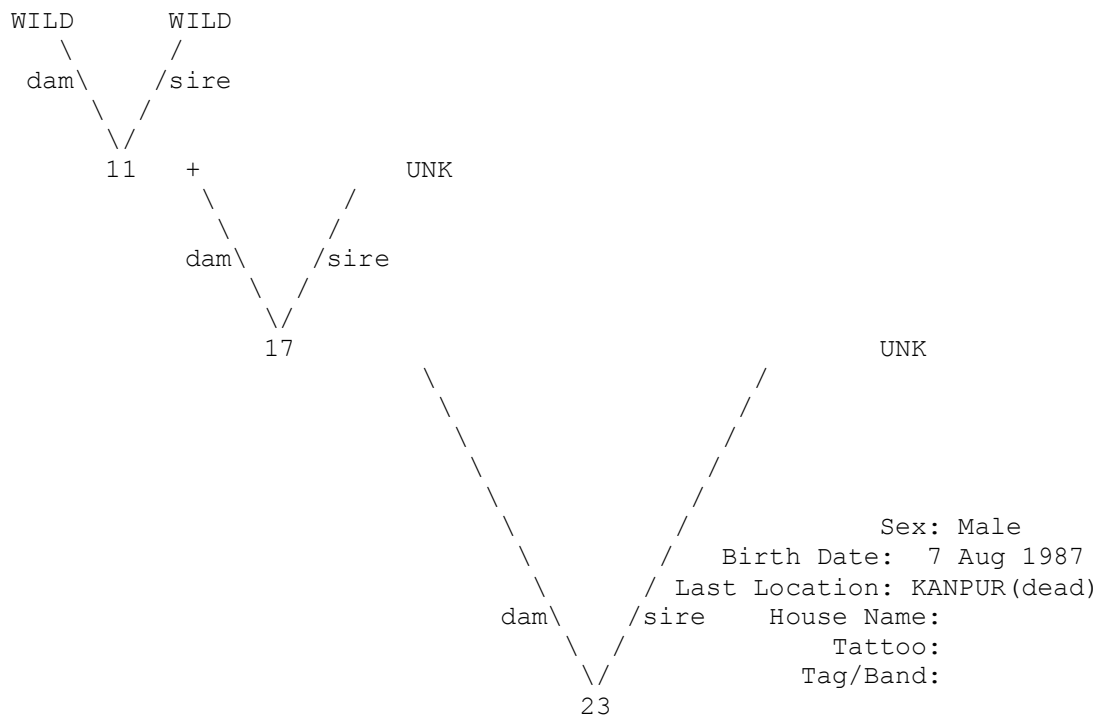 WILD WILD
\ /
dam\ /sire
\ /
\/
11 + UNK
\ /
\ /
dam\ /sire
\ /
\/
17 UNK
\ /
\ /
\ /
\ /
\ /
\ / Sex: Male
\ / Birth Date: 7 Aug 1987
\ / Last Location: KANPUR(dead)
dam\ /sire House Name:
\ / Tattoo:
\/ Tag/Band:
23